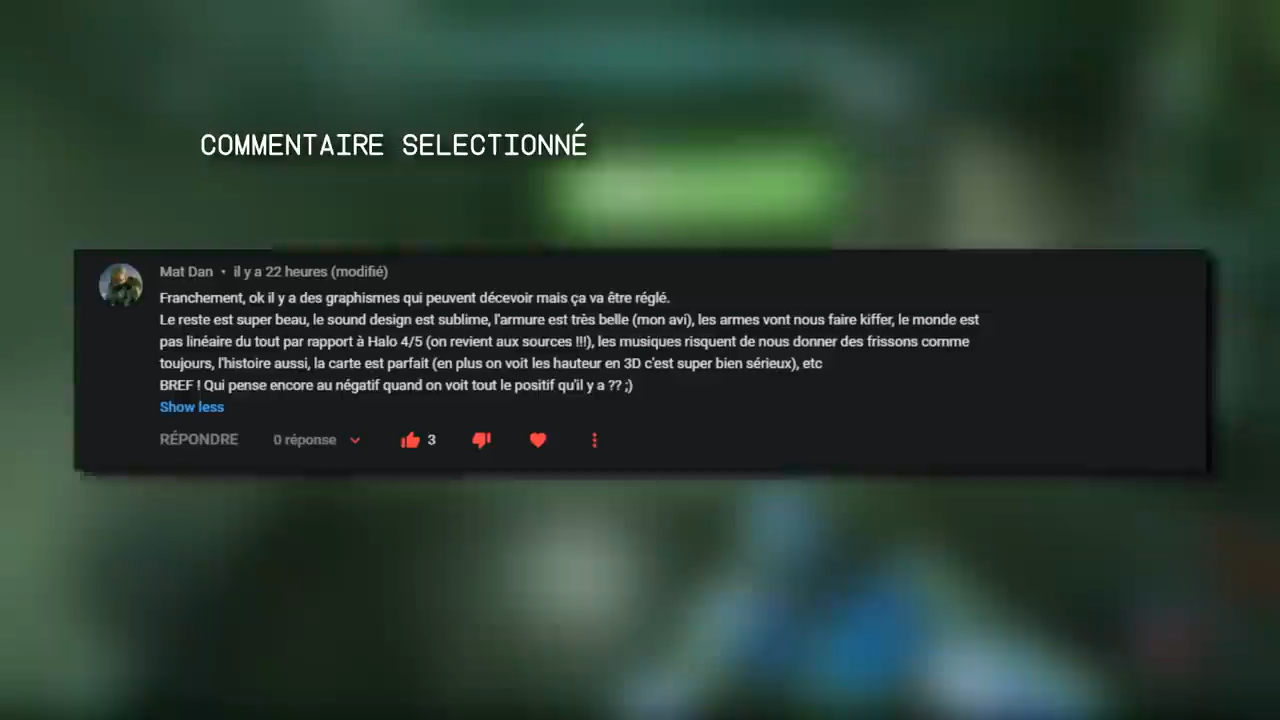 COMMENTAIRE SELECTIONNÉ
Mat Dan • il y a 22 heures (modifié)
Franchement, ok il y a des graphismes qui peuvent décevoir mais ça va être réglé.
Le reste est super beau, le sound design est sublime, l'armure est très belle (mon avi), les armes vont nous faire kiffer, le monde est
pas linéaire du tout par rapport à Halo 4/5 (on revient aux sources !!!), les musiques risquent de nous donner des frissons comme
toujours, l'histoire aussi, la carte est parfait (en plus on voit les hauteur en 3D c'est super bien sérieux), etc
BREF ! Qui pense encore au négatif quand on voit tout le positif qu'il y a ?? ;)
Show less
RÉPONDRE 0 réponse 3